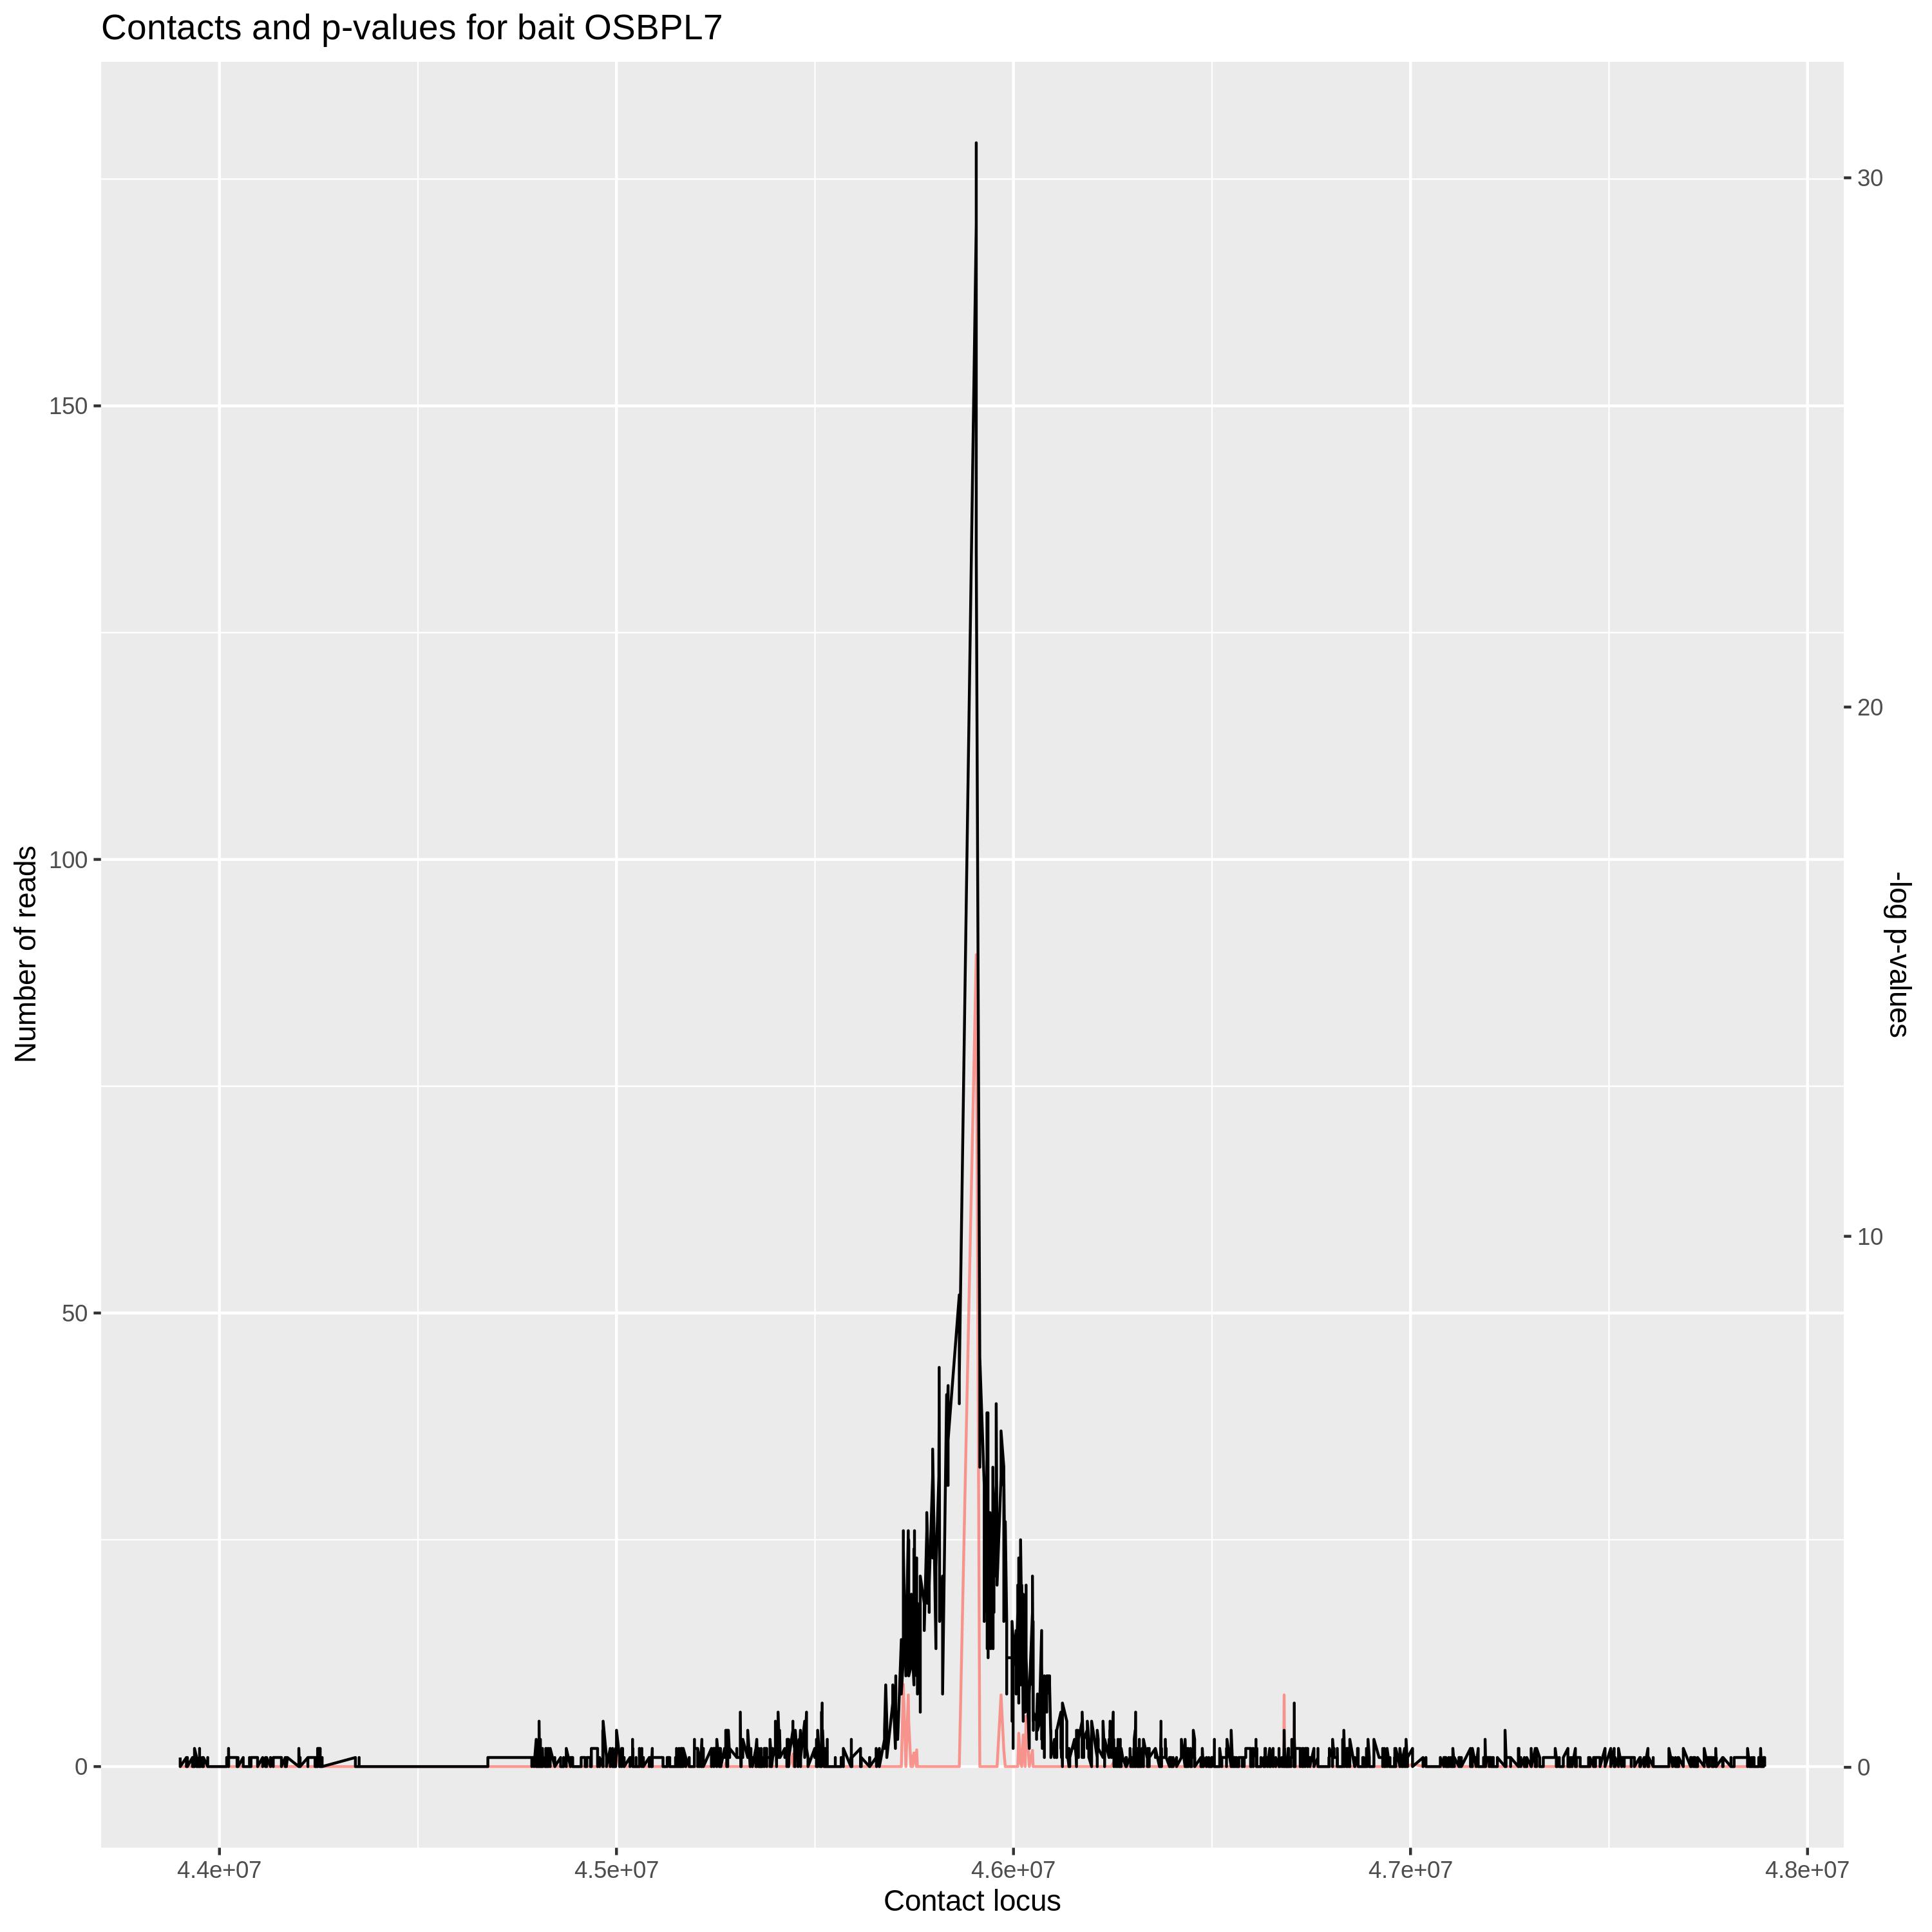 Contacts and p-values for bait OSBPL7
Number of reads
150
100
50
0
30
20
10
0
-log p-values
4.4e+07 4.5e+07 4.6e+07 4.7e+07 4.8e+07
Contact locus